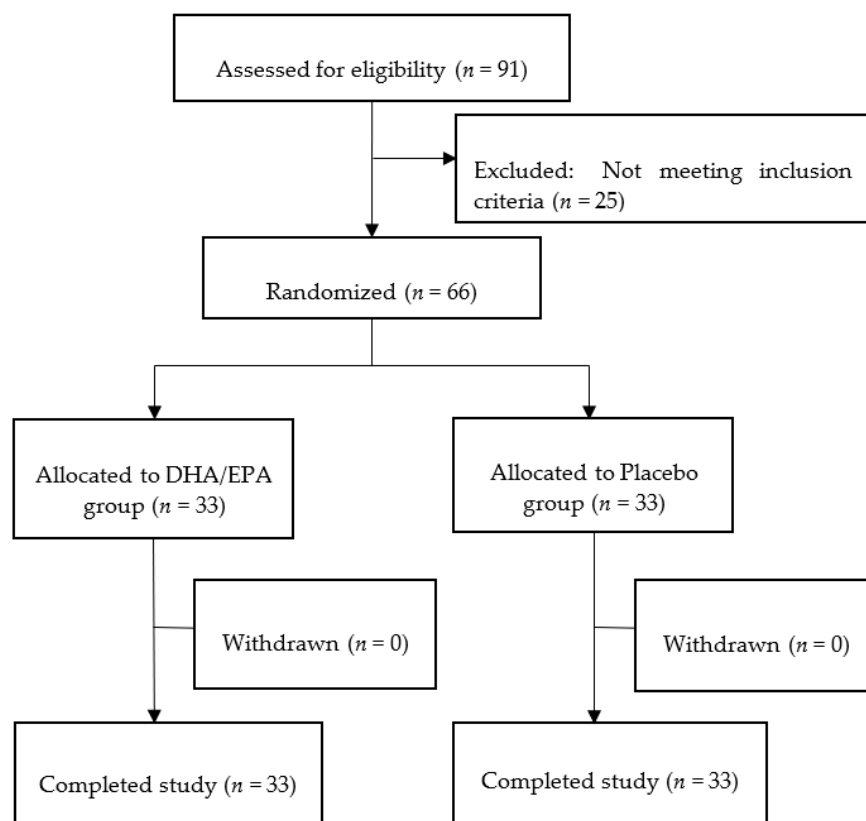 Assessed for eligibility (n = 91)
Excluded: Not meeting inclusion
criteria (n = 25)
Randomized (n = 66)
Allocated to DHA/EPA
group (n = 33)
Allocated to Placebo
group (n = 33)
Withdrawn (n = 0)
Withdrawn (n = 0)
Completed study (n = 33)
Completed study (n = 33)